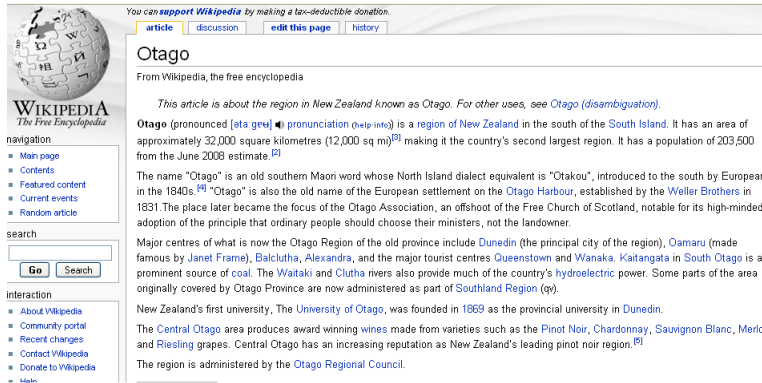 You can support Wikipedia by making a tax-deductible donation.
article discussion edit this page history
Otago
From Wikipedia, the free encyclopedia
This article is about the region in New Zealand known as Otago. For other uses, see Otago (disambiguation).
Otago (pronounced [ətaːɡɐʉ] pronunciation (help·info)) is a region of New Zealand in the south of the South Island. It has an area of
approximately 32,000 square kilometres (12,000 sq mi)[3] making it the country's second largest region. It has a population of 203,500
from the June 2008 estimate.[2]
The name "Otago" is an old southern Maori word whose North Island dialect equivalent is "Otakou", introduced to the south by European
in the 1840s.[4] "Otago" is also the old name of the European settlement on the Otago Harbour, established by the Weller Brothers in
1831.The place later became the focus of the Otago Association, an offshoot of the Free Church of Scotland, notable for its high-minded
adoption of the principle that ordinary people should choose their ministers, not the landowner.
Major centres of what is now the Otago Region of the old province include Dunedin (the principal city of the region), Oamaru (made
famous by Janet Frame), Balclutha, Alexandra, and the major tourist centres Queenstown and Wanaka. Kaitangata in South Otago is a
prominent source of coal. The Waitaki and Clutha rivers also provide much of the country's hydroelectric power. Some parts of the area
originally covered by Otago Province are now administered as part of Southland Region (qv).
New Zealand's first university, The University of Otago, was founded in 1869 as the provincial university in Dunedin.
The Central Otago area produces award winning wines made from varieties such as the Pinot Noir, Chardonnay, Sauvignon Blanc, Merlo
and Riesling grapes. Central Otago has an increasing reputation as New Zealand's leading pinot noir region.[5]
The region is administered by the Otago Regional Council.
WIKIPEDIA
The Free Encyclopedia
navigation
Main page
Contents
Featured content
Current events
Random article
search
Go Search
interaction
About Wikipedia
Community portal
Recent changes
Contact Wikipedia
Donate to Wikipedia
Help